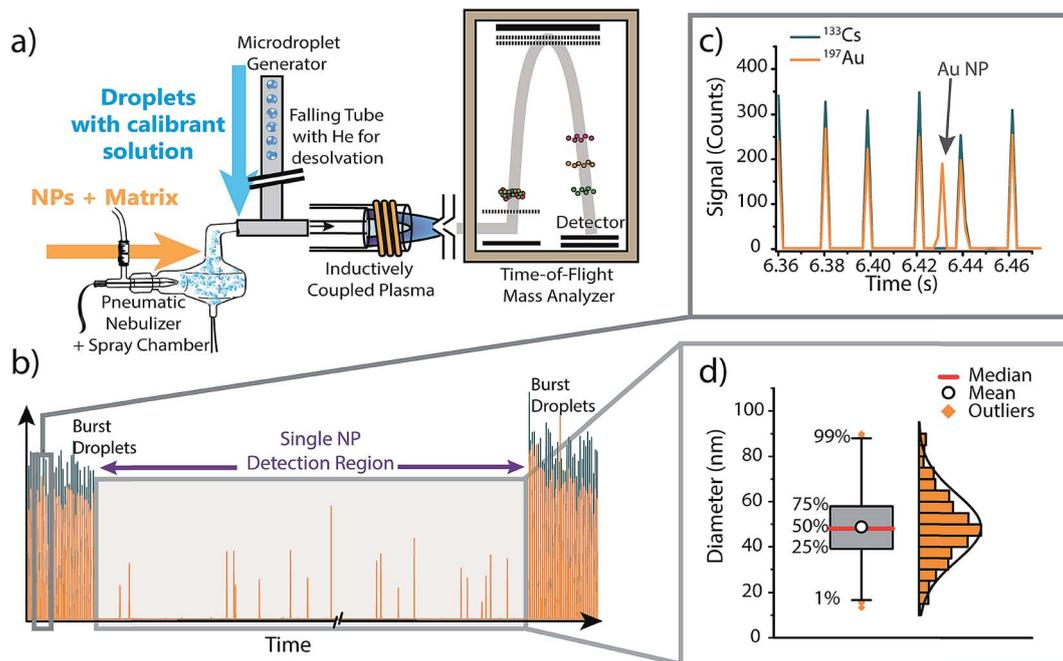 a)
Microdroplet
Generator
Droplets
with calibrant
solution
Falling Tube
with He for
desolvation
NPs + Matrix
Pneumatic
Nebulizer
+ Spray Chamber
Inductively
Coupled Plasma
Detector
Time-of-Flight
Mass Analyzer
b)
Burst
Droplets
Single NP
Detection Region
Burst
Droplets
Time
c)
¹³³Cs
¹⁹⁷Au
Au NP
Signal (Counts)
400
300
200
100
0
6.36 6.38 6.40 6.42 6.44 6.46
Time (s)
d)
Median
Mean
Outliers
Diameter (nm)
100
80
60
40
20
0
99%
75%
50%
25%
1%